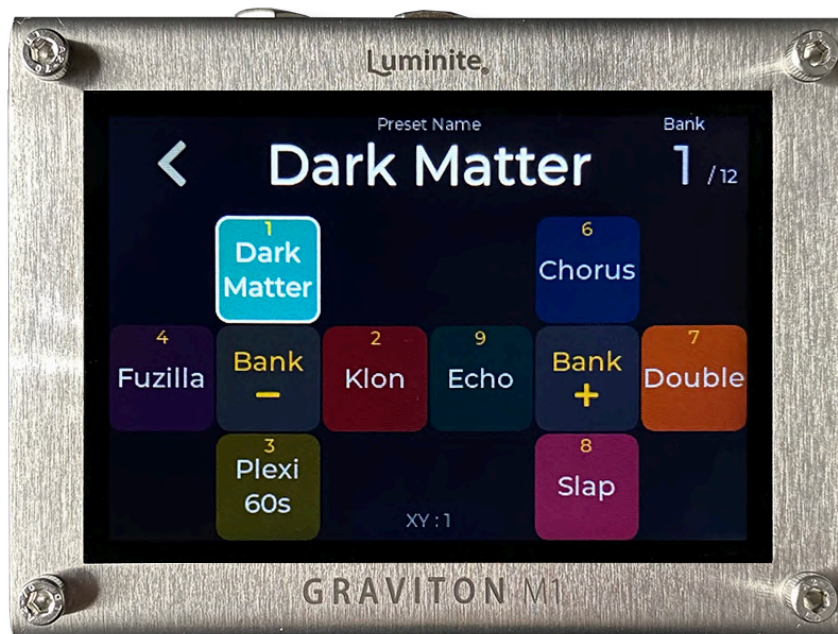 Luminite
Preset Name
Bank
Dark Matter
1 / 12
1
Dark
Matter
6
Chorus
4
Fuzilla
Bank
−
2
Klon
9
Echo
Bank
+
7
Double
3
Plexi
60s
8
Slap
XY : 1
GRAVITON M1